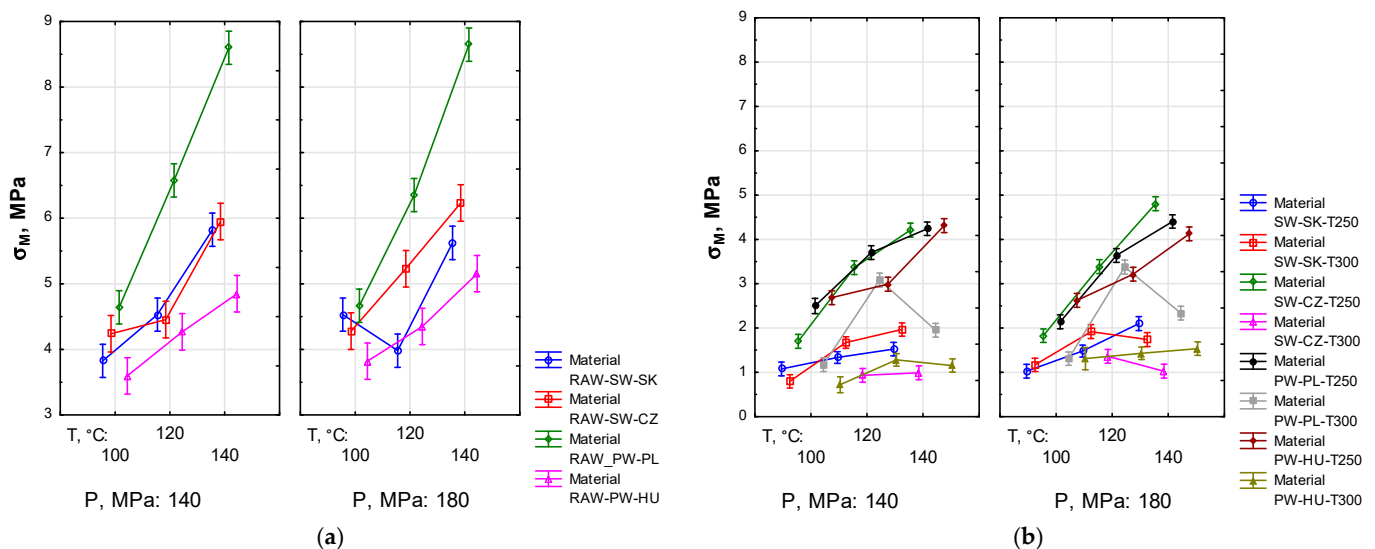 σM, MPa
9
8
7
6
5
4
3
T, °C:
120
120
100
140
100
140
P, MPa: 140
P, MPa: 180
Material
RAW-SW-SK
Material
RAW-SW-CZ
Material
RAW_PW-PL
Material
RAW-PW-HU
(a)
σM, MPa
9
8
7
6
5
4
3
2
1
0
T, °C:
120
120
100
140
100
140
P, MPa: 140
P, MPa: 180
Material
SW-SK-T250
Material
SW-SK-T300
Material
SW-CZ-T250
Material
SW-CZ-T300
Material
PW-PL-T250
Material
PW-PL-T300
Material
PW-HU-T250
Material
PW-HU-T300
(b)